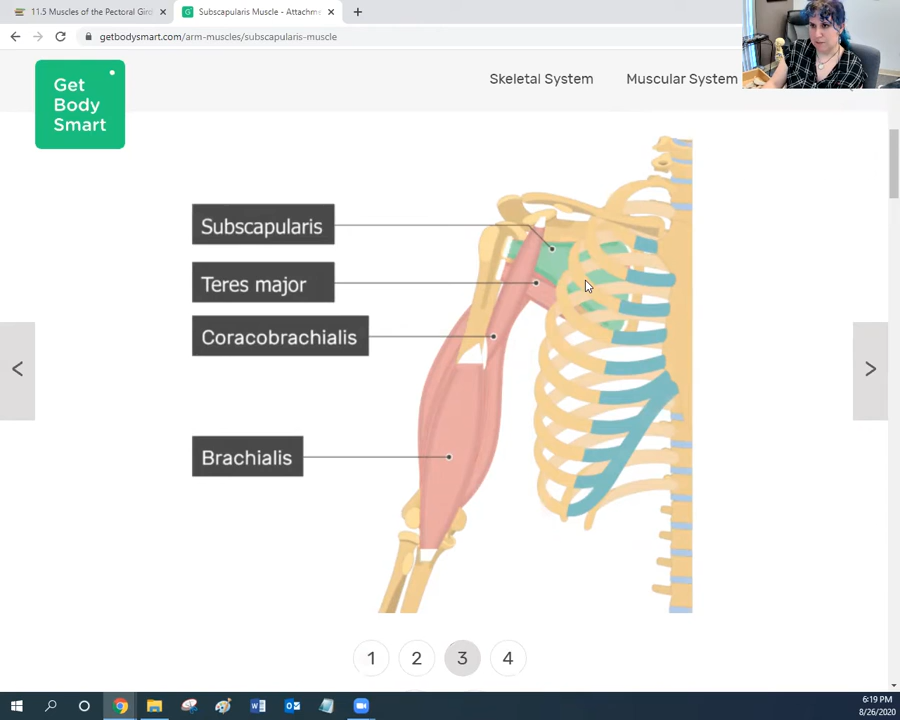 11.5 Muscles of the Pectoral Gird
Subscapularis Muscle - Attachme
getbodysmart.com/arm-muscles/subscapularis-muscle
Get
Body
Smart
Skeletal System
Muscular System
Subscapularis
Teres major
Coracobrachialis
Brachialis
< >
1 2 3 4
6:19 PM
8/26/2020